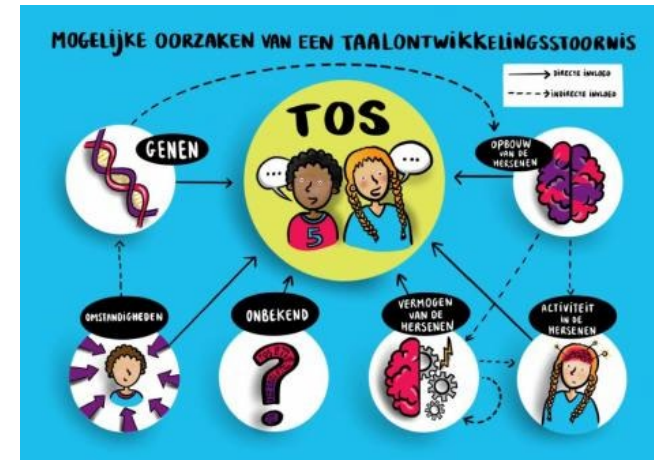 MOGELIJKE OORZAKEN VAN EEN TAALONTWIKKELINGSSTOORNIS
DIRECTE INVLOED
INDIRECTE INVLOED
TOS
GENEN
OPBOUW
VAN DE
HERSENEN
...
...
5
OMSTANDIGHEDEN
ONBEKEND
VERMOGEN
VAN DE
HERSENEN
ACTIVITEIT
IN DE
HERSENEN